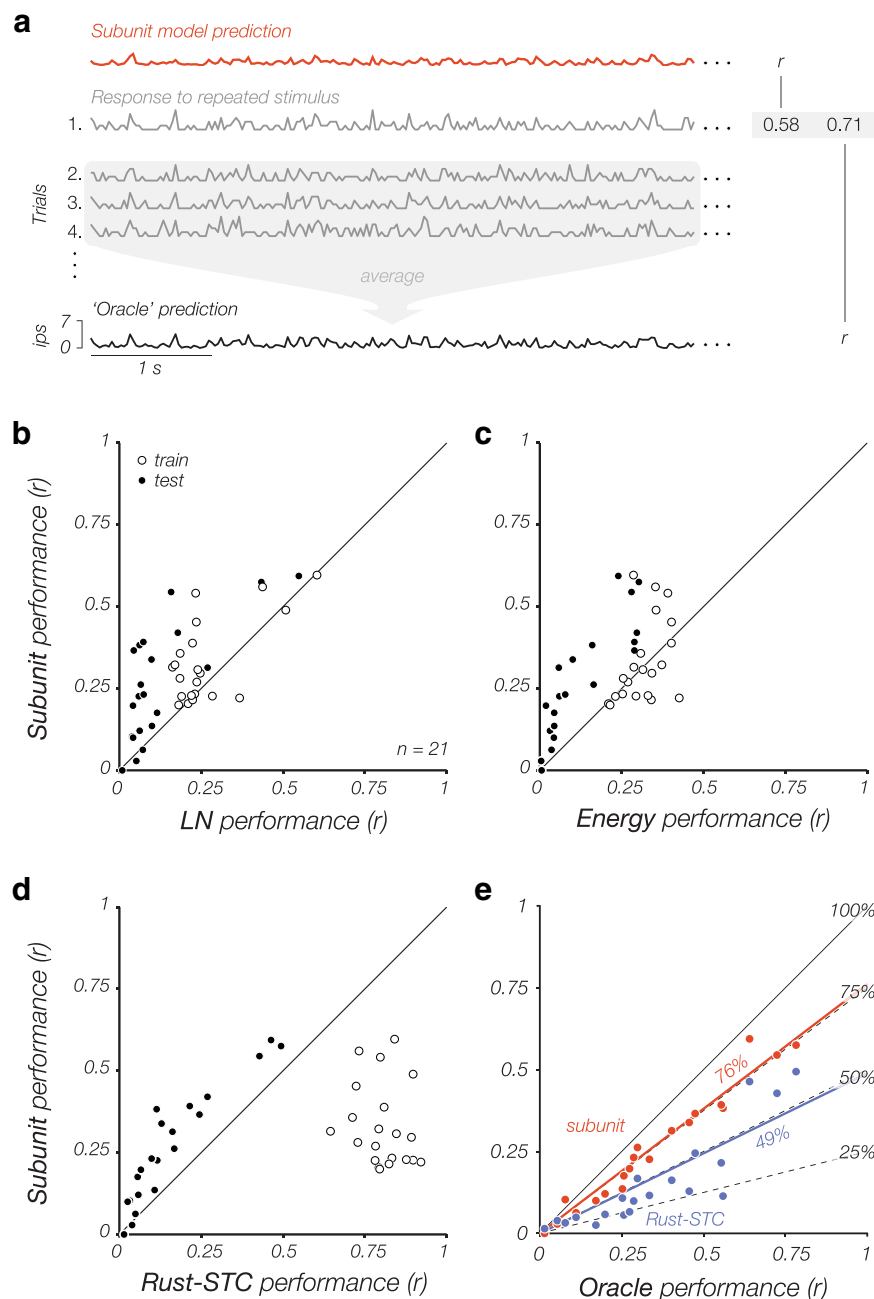 a
Subunit model prediction
r
Response to repeated stimulus
1.
0.58 0.71
Trials
2.
3.
4.
average
'Oracle' prediction
ips
7
0
r
1 s
b
Subunit performance (r)
1
0.75
0.5
0.25
0
train
test
n = 21
0 0.25 0.5 0.75 1
LN performance (r)
c
1
0.75
0.5
0.25
0
0 0.25 0.5 0.75 1
Energy performance (r)
d
Subunit performance (r)
1
0.75
0.5
0.25
0
0 0.25 0.5 0.75 1
Rust-STC performance (r)
e
1
0.75
0.5
0.25
0
100%
75%
76%
50%
subunit
49%
25%
Rust-STC
0 0.25 0.5 0.75 1
Oracle performance (r)